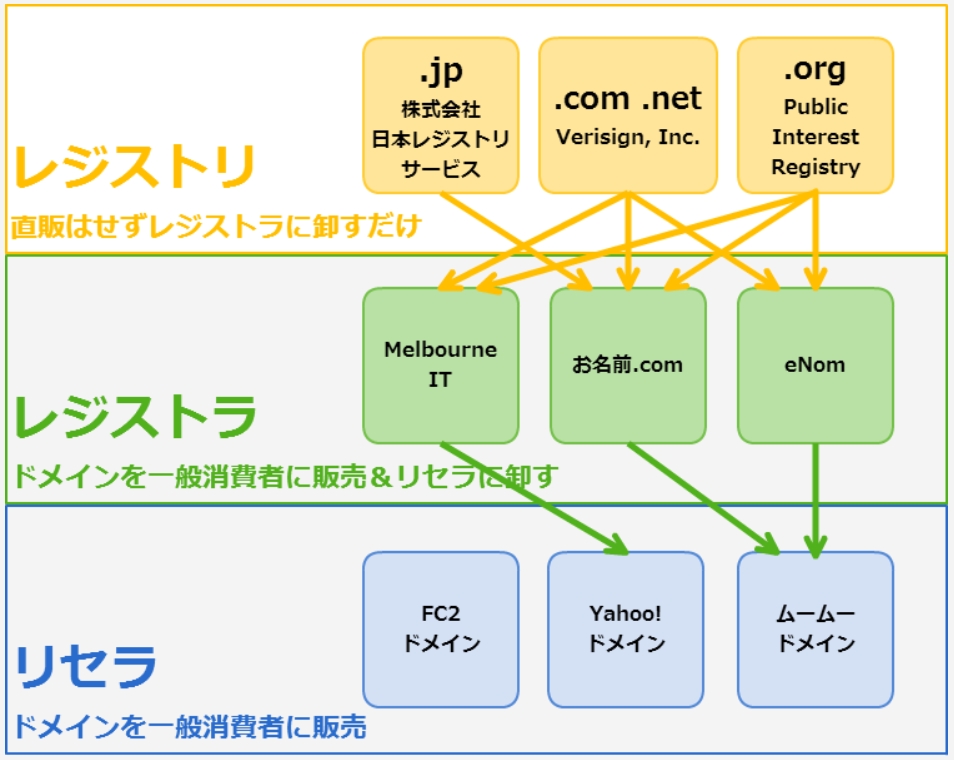 .jp
株式会社
日本レジストリ
サービス
.com .net
Verisign, Inc.
.org
Public
Interest
Registry
レジストリ
直販はせずレジストラに卸すだけ
Melbourne
IT
お名前.com
eNom
レジストラ
ドメインを一般消費者に販売＆リセラに卸す
FC2
ドメイン
Yahoo!
ドメイン
ムームー
ドメイン
リセラ
ドメインを一般消費者に販売